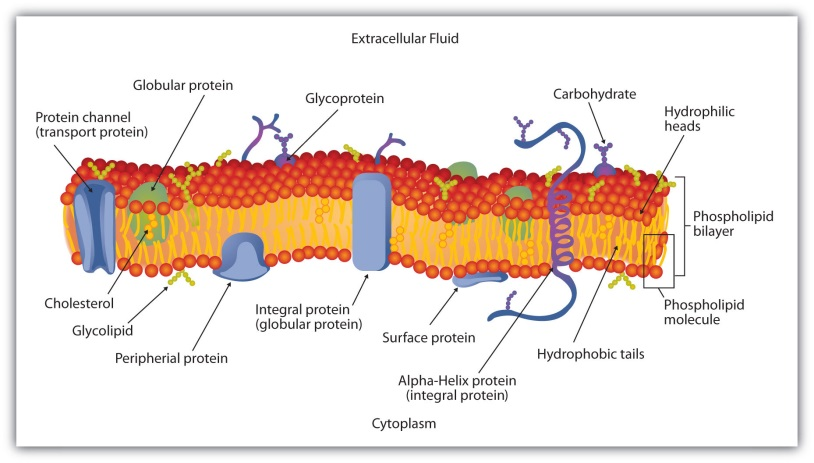 Extracellular Fluid
Globular protein
Glycoprotein
Carbohydrate
Protein channel
(transport protein)
Hydrophilic
heads
Phospholipid
bilayer
Cholesterol
Glycolipid
Peripherial protein
Integral protein
(globular protein)
Surface protein
Alpha-Helix protein
(integral protein)
Hydrophobic tails
Phospholipid
molecule
Cytoplasm